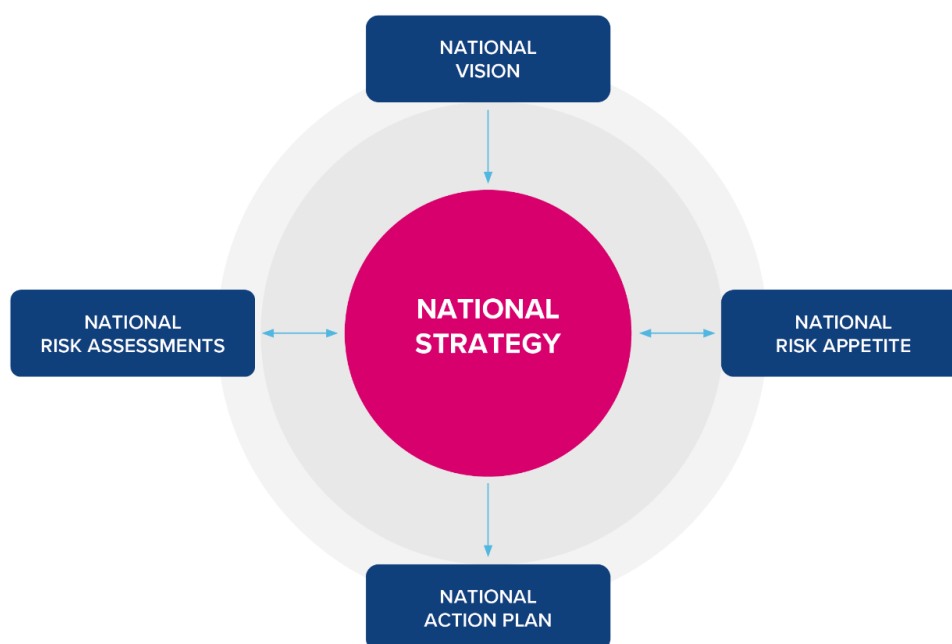 NATIONAL
VISION
NATIONAL
RISK ASSESSMENTS
NATIONAL
STRATEGY
NATIONAL
RISK APPETITE
NATIONAL
ACTION PLAN